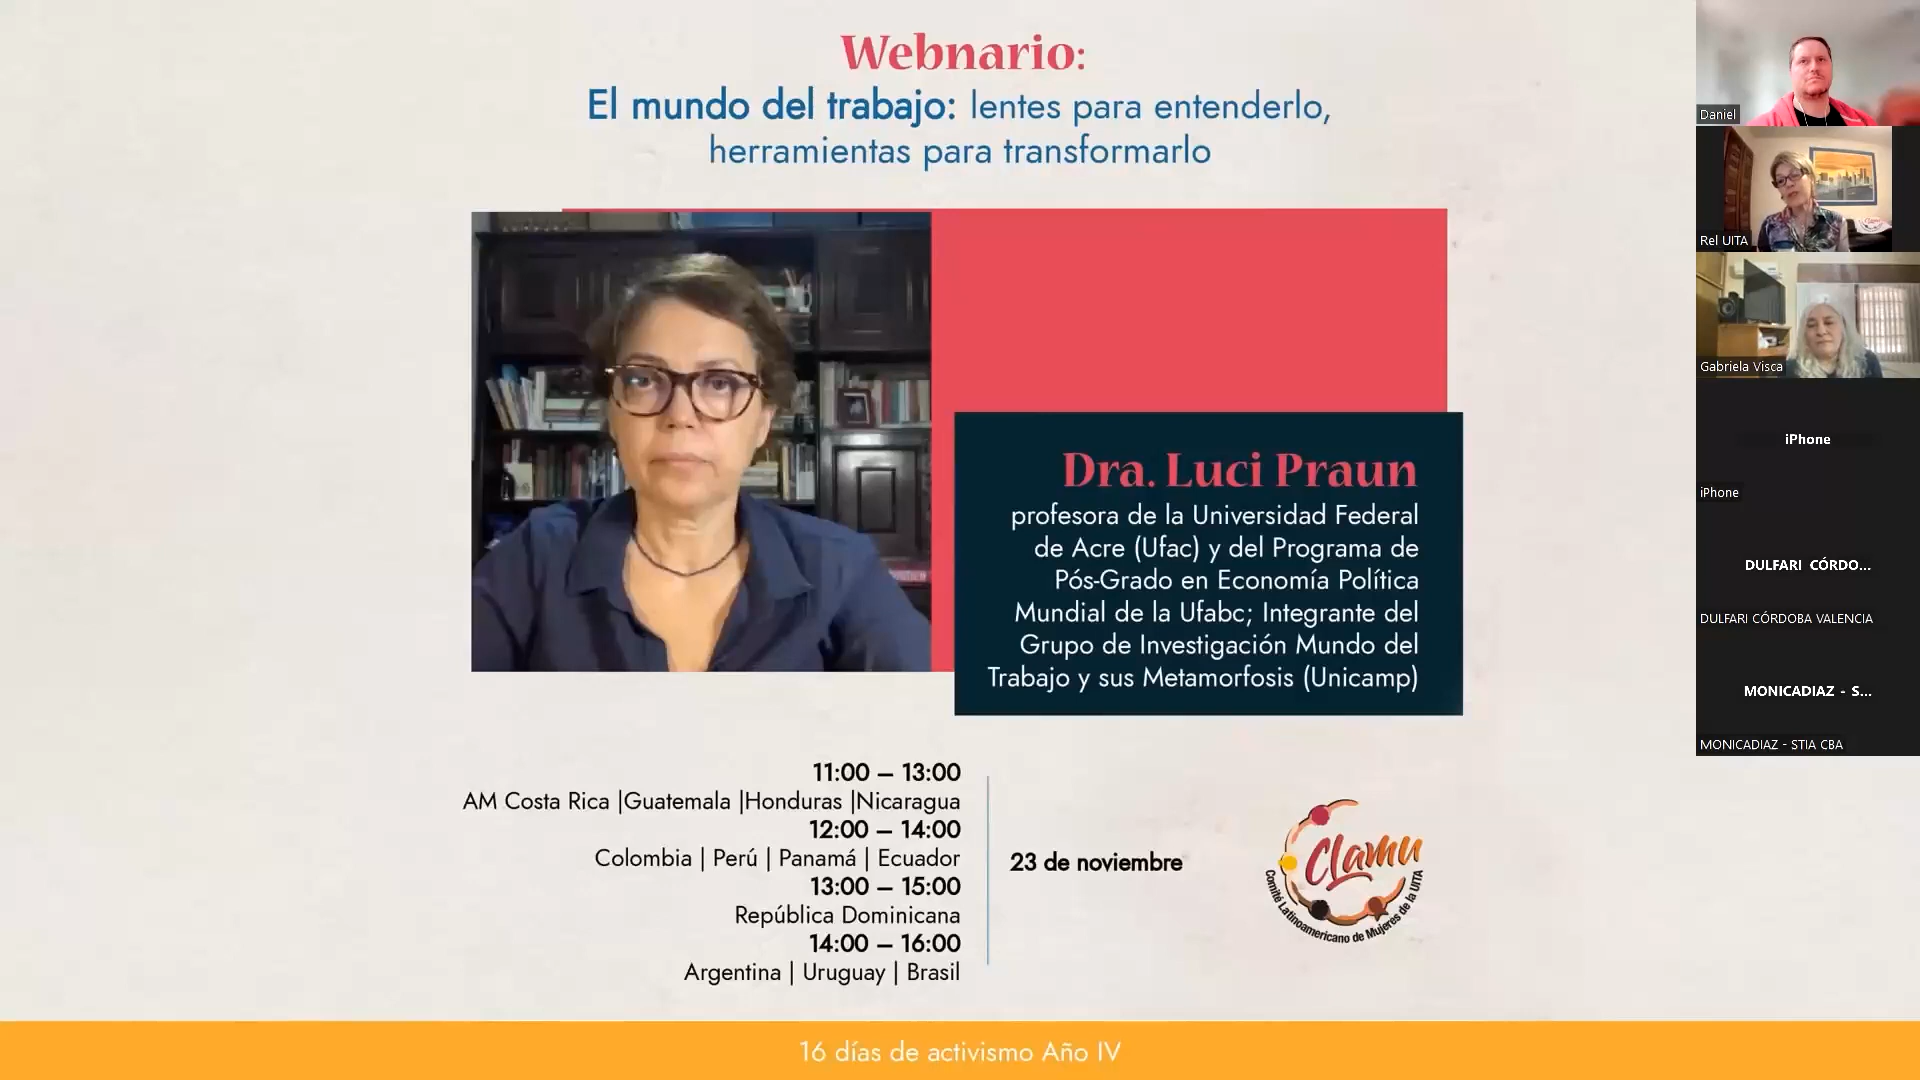 Webnario:
El mundo del trabajo: lentes para entenderlo,
herramientas para transformarlo
Dra. Luci Praun
profesora de la Universidad Federal
de Acre (Ufac) y del Programa de
Pós-Grado en Economía Política
Mundial de la Ufabc; Integrante del
Grupo de Investigación Mundo del
Trabajo y sus Metamorfosis (Unicamp)
11:00 – 13:00
AM Costa Rica |Guatemala |Honduras |Nicaragua
12:00 – 14:00
Colombia | Perú | Panamá | Ecuador
13:00 – 15:00
República Dominicana
14:00 – 16:00
Argentina | Uruguay | Brasil
23 de noviembre
CLamu
Comité Latinoamericano de Mujeres de la UITA
16 días de activismo Año IV
Daniel
Rel UITA
Gabriela Visca
iPhone
iPhone
DULFARI CÓRDO...
DULFARI CÓRDOBA VALENCIA
MONICADIAZ - S...
MONICADIAZ - STIA CBA